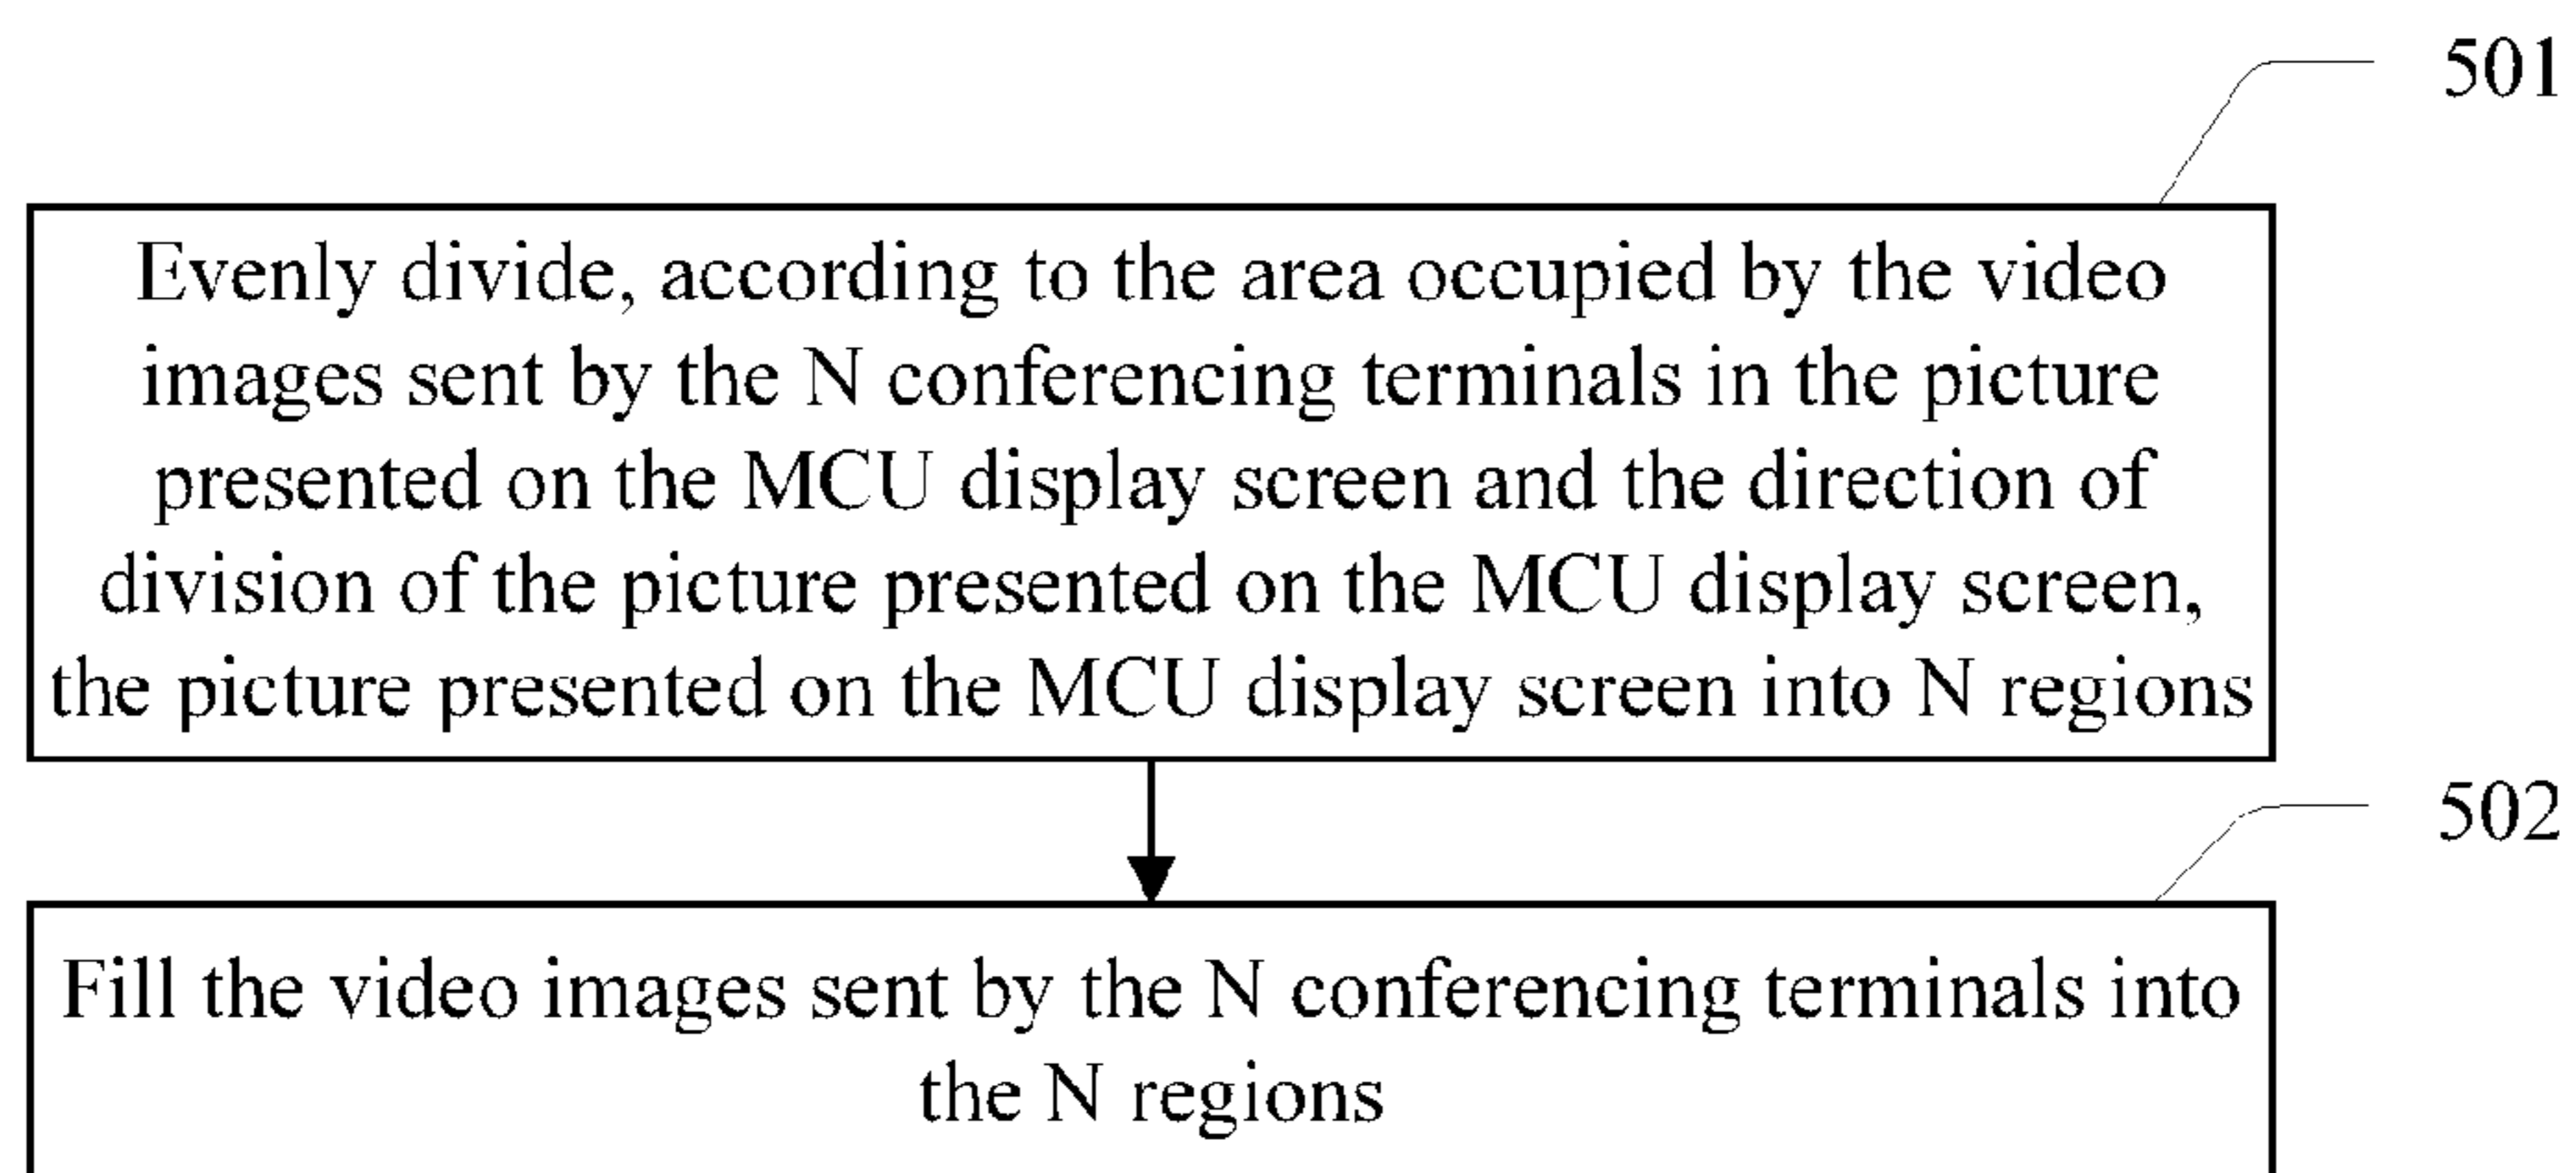 501
Evenly divide, according to the area occupied by the video
images sent by the N conferencing terminals in the picture
presented on the MCU display screen and the direction of
division of the picture presented on the MCU display screen,
the picture presented on the MCU display screen into N regions
502
Fill the video images sent by the N conferencing terminals into
the N regions